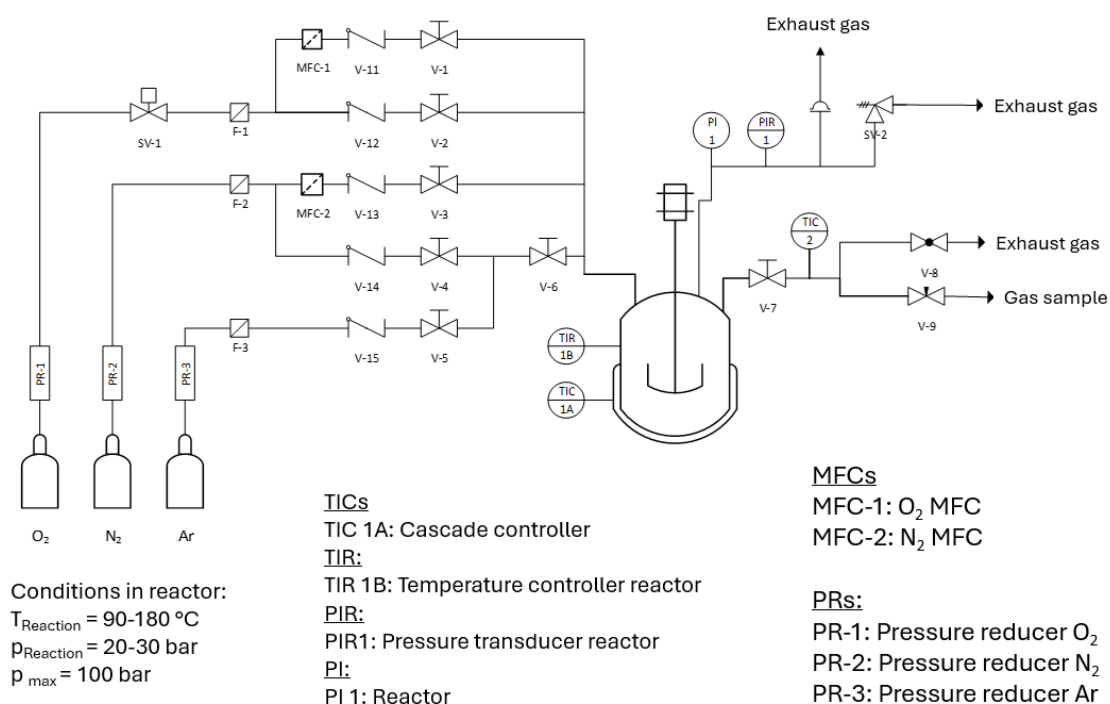 Exhaust gas
MFC-1
V-11
V-1
PI
1
PIR
1
Exhaust gas
SV-2
SV-1
F-1
V-12
V-2
F-2
MFC-2
V-13
V-3
TIC
2
Exhaust gas
V-8
V-14
V-4
V-6
V-7
Gas sample
V-9
F-3
V-15
V-5
TIR
1B
PR-1
PR-2
PR-3
TIC
1A
O₂
N₂
Ar
Conditions in reactor:
T Reaction = 90-180 °C
p Reaction = 20-30 bar
p max = 100 bar
TICs
TIC 1A: Cascade controller
TIR:
TIR 1B: Temperature controller reactor
PIR:
PIR1: Pressure transducer reactor
PI:
PI 1: Reactor
MFCs
MFC-1: O₂ MFC
MFC-2: N₂ MFC
PRs:
PR-1: Pressure reducer O₂
PR-2: Pressure reducer N₂
PR-3: Pressure reducer Ar